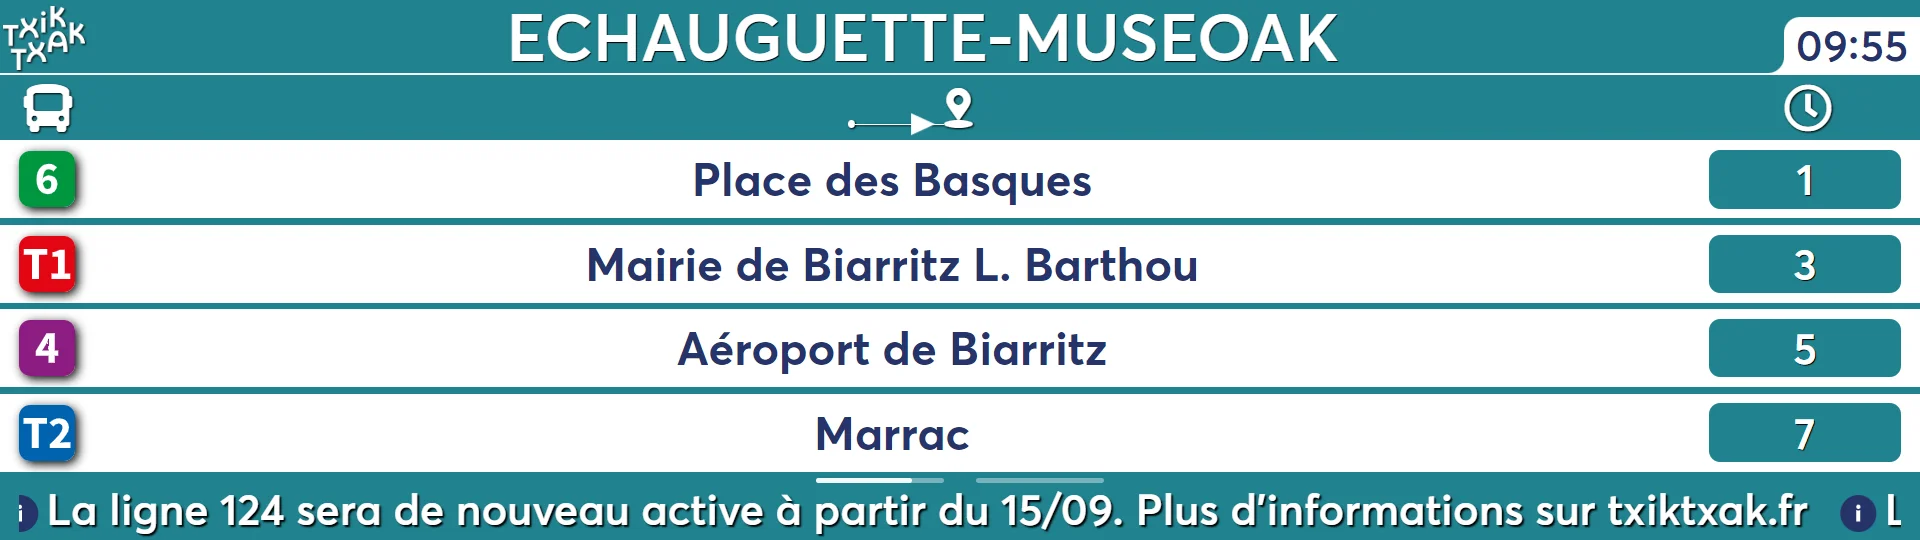 TXIK
TXAK
ECHAUGUETTE-MUSEOAK
09:55
6 Place des Basques 1
T1 Mairie de Biarritz L. Barthou 3
4 Aéroport de Biarritz 5
T2 Marrac 7
i La ligne 124 sera de nouveau active à partir du 15/09. Plus d'informations sur txiktxak.fr i L